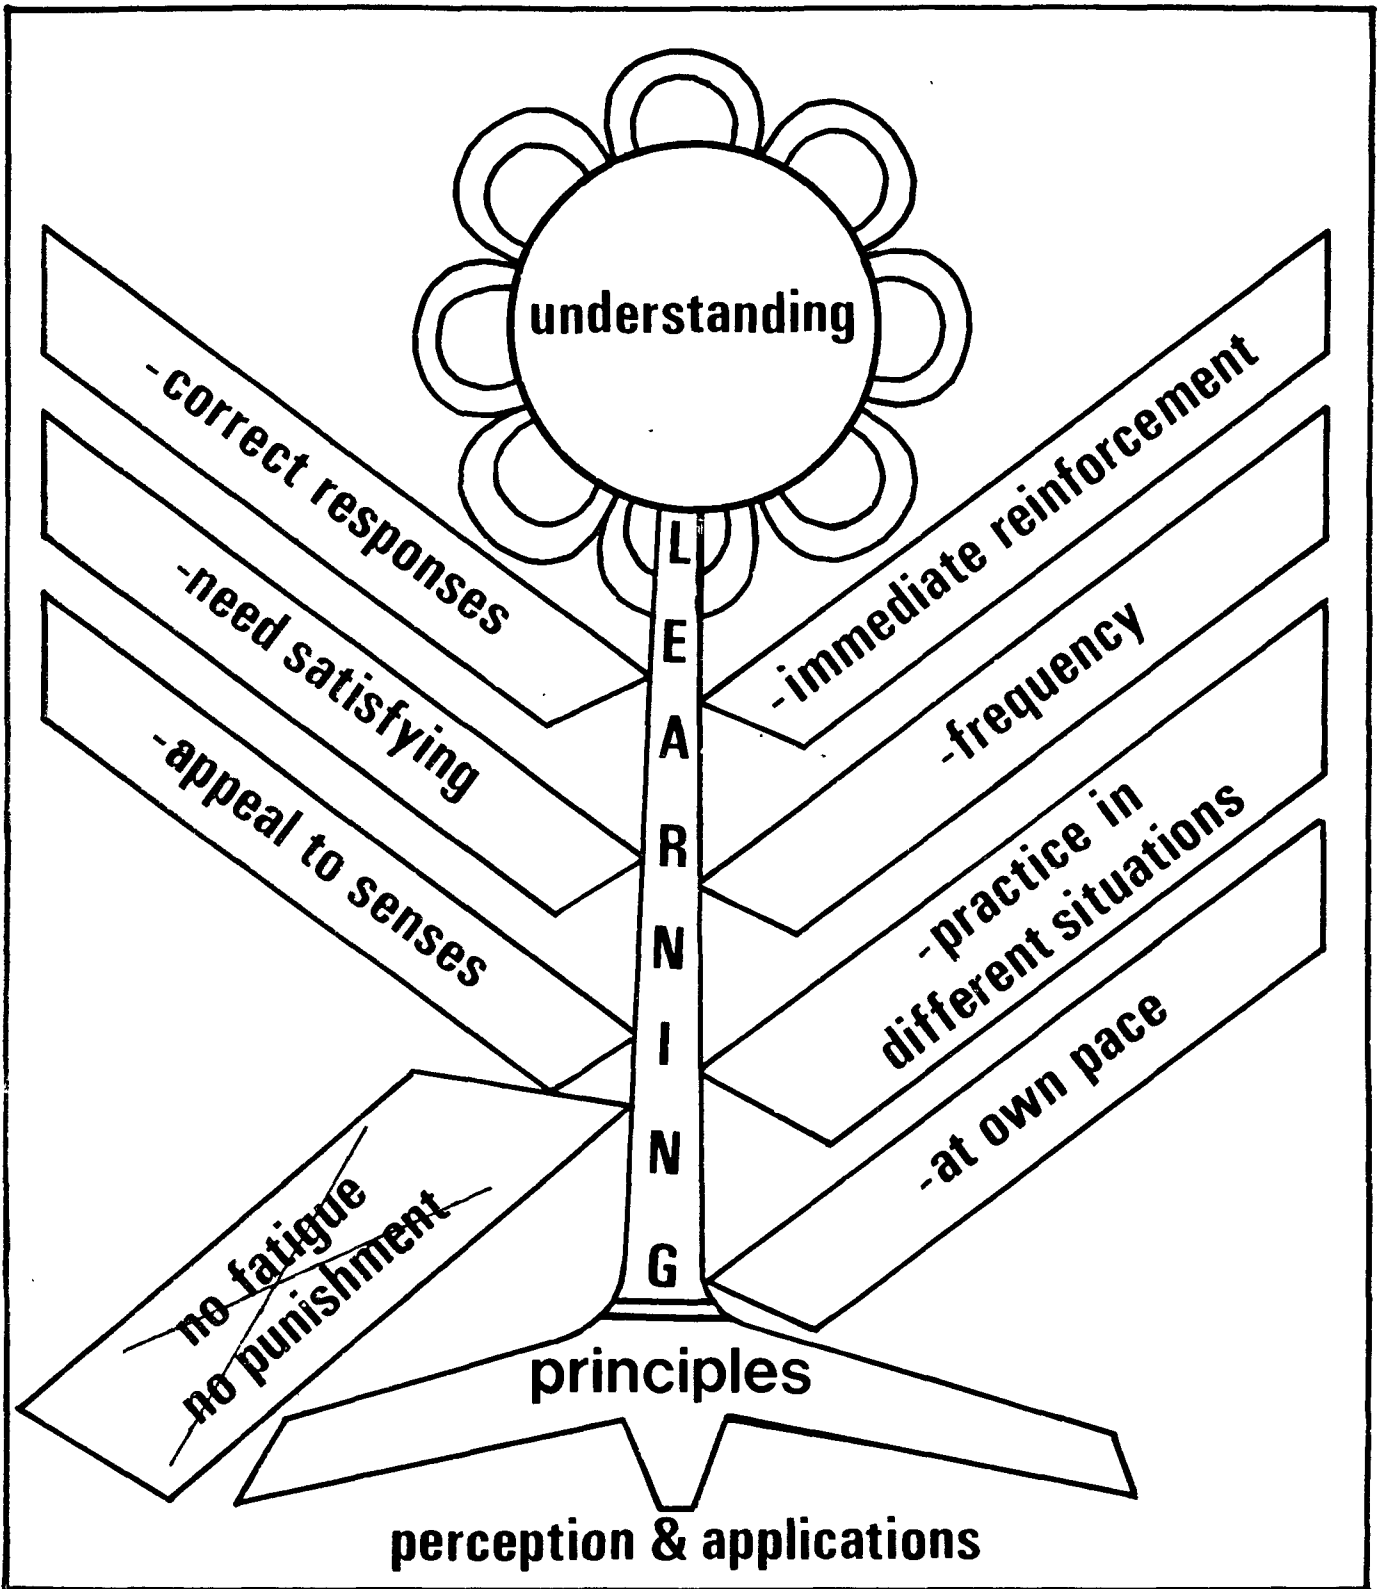 understanding
-correct responses
-need satisfying
-appeal to senses
no fatigue
no punishment
LEARNING
-immediate reinforcement
-frequency
-practice in
different situations
-at own pace
principles
perception & applications